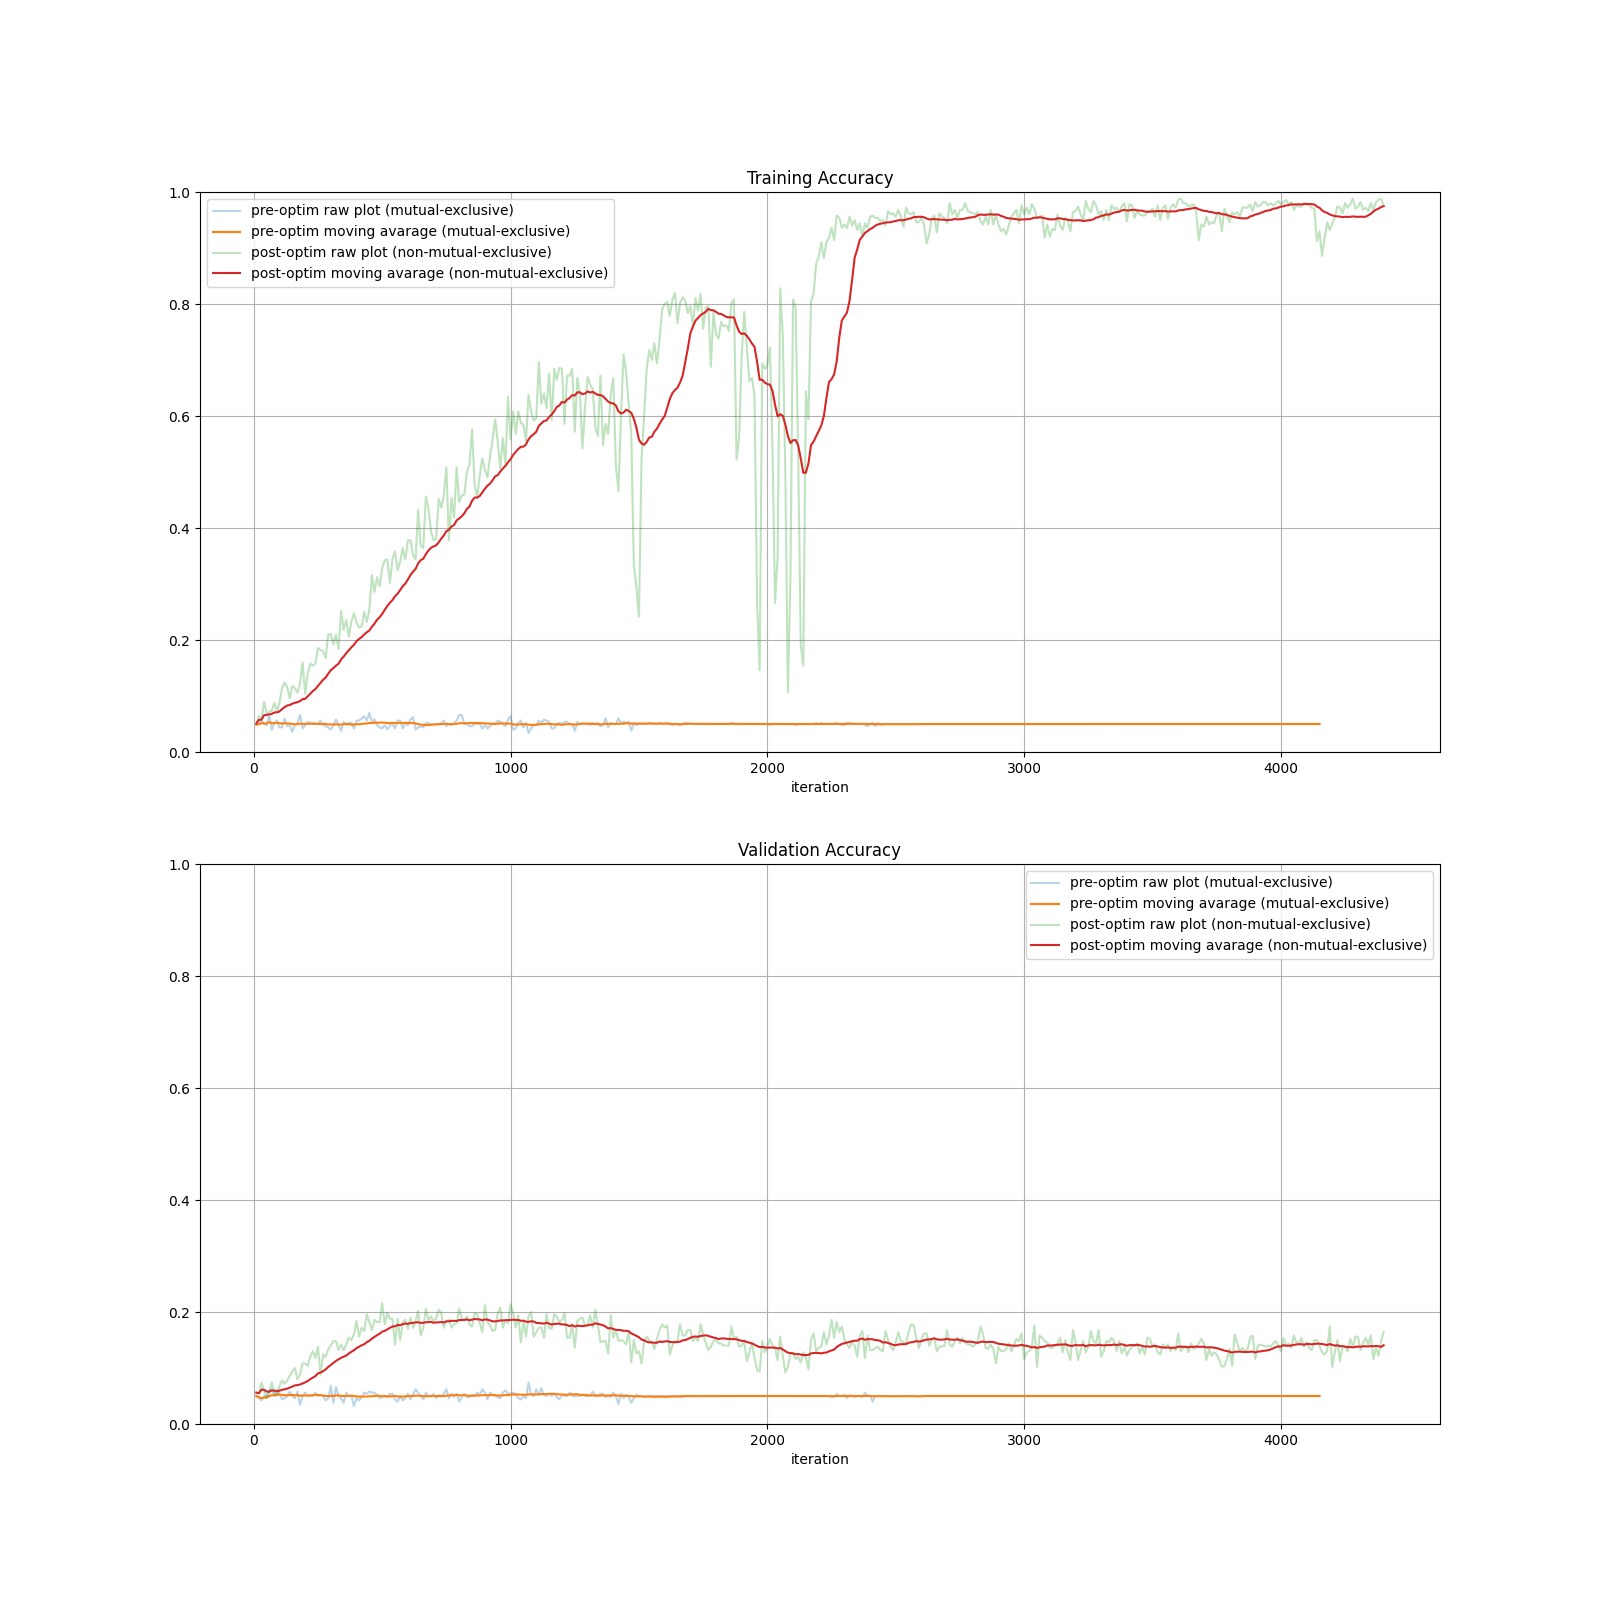 Training Accuracy
1.0
0.8
0.6
0.4
0.2
0.0
pre-optim raw plot (mutual-exclusive)
pre-optim moving avarage (mutual-exclusive)
post-optim raw plot (non-mutual-exclusive)
post-optim moving avarage (non-mutual-exclusive)
0 1000 2000 3000 4000
iteration
Validation Accuracy
1.0
0.8
0.6
0.4
0.2
0.0
pre-optim raw plot (mutual-exclusive)
pre-optim moving avarage (mutual-exclusive)
post-optim raw plot (non-mutual-exclusive)
post-optim moving avarage (non-mutual-exclusive)
0 1000 2000 3000 4000
iteration